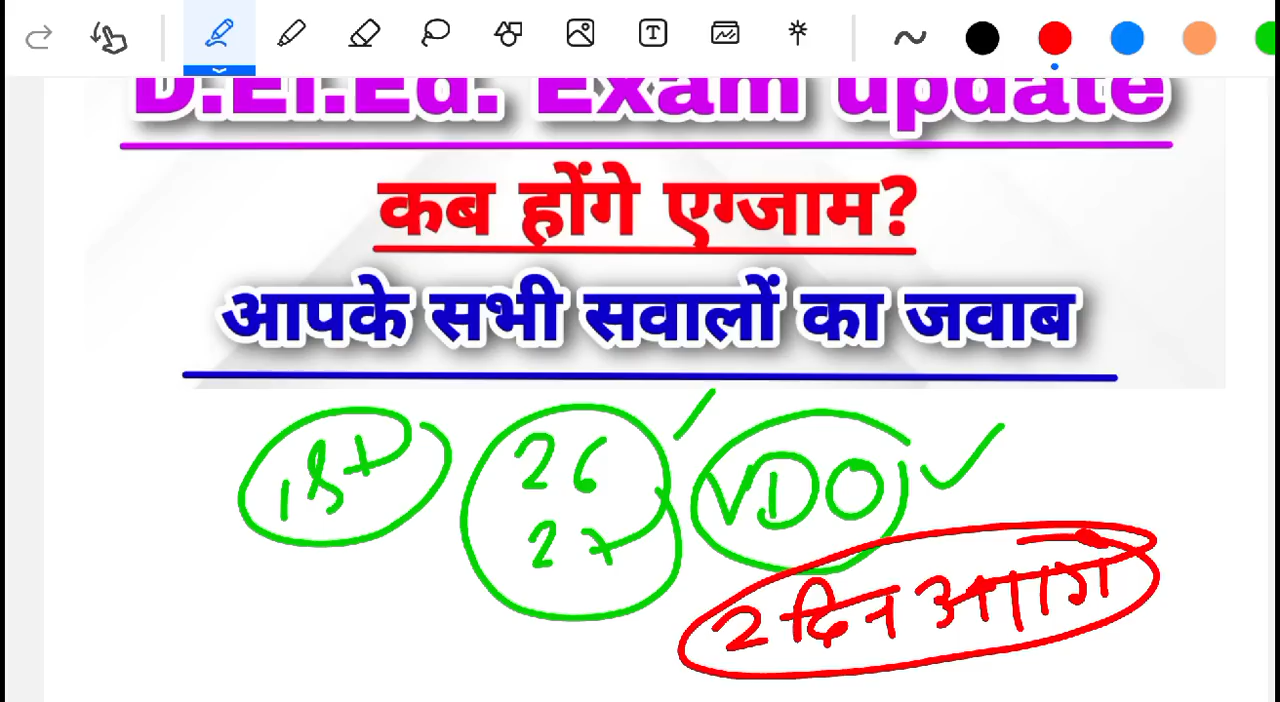 D.El.Ed. Exam update
कब होंगे एग्जाम?
आपके सभी सवालों का जवाब
1st
26
27
VDO
2 दिन आगे